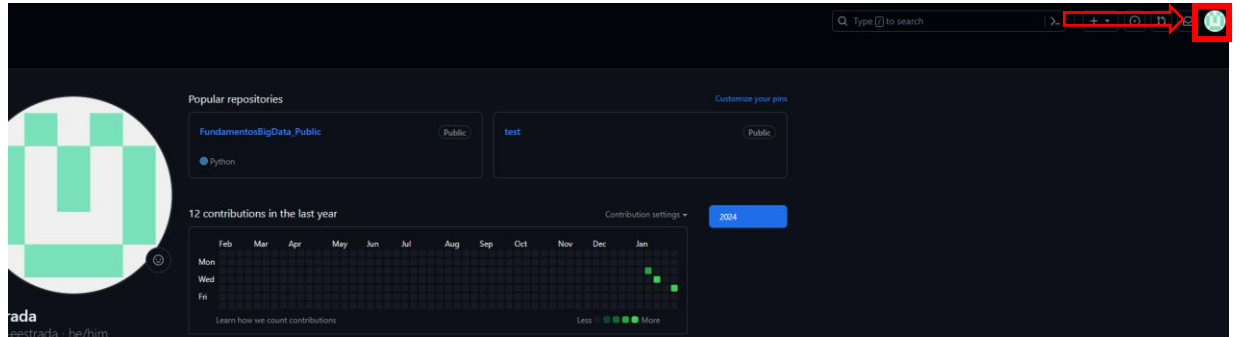 Type / to search
Popular repositories
Customize your pins
FundamentosBigData_Public
Public
test
Public
Python
12 contributions in the last year
Contribution settings
2024
Feb Mar Apr May Jun Jul Aug Sep Oct Nov Dec Jan
Mon
Wed
Fri
Learn how we count contributions
Less More
rada
eestrada · he/him